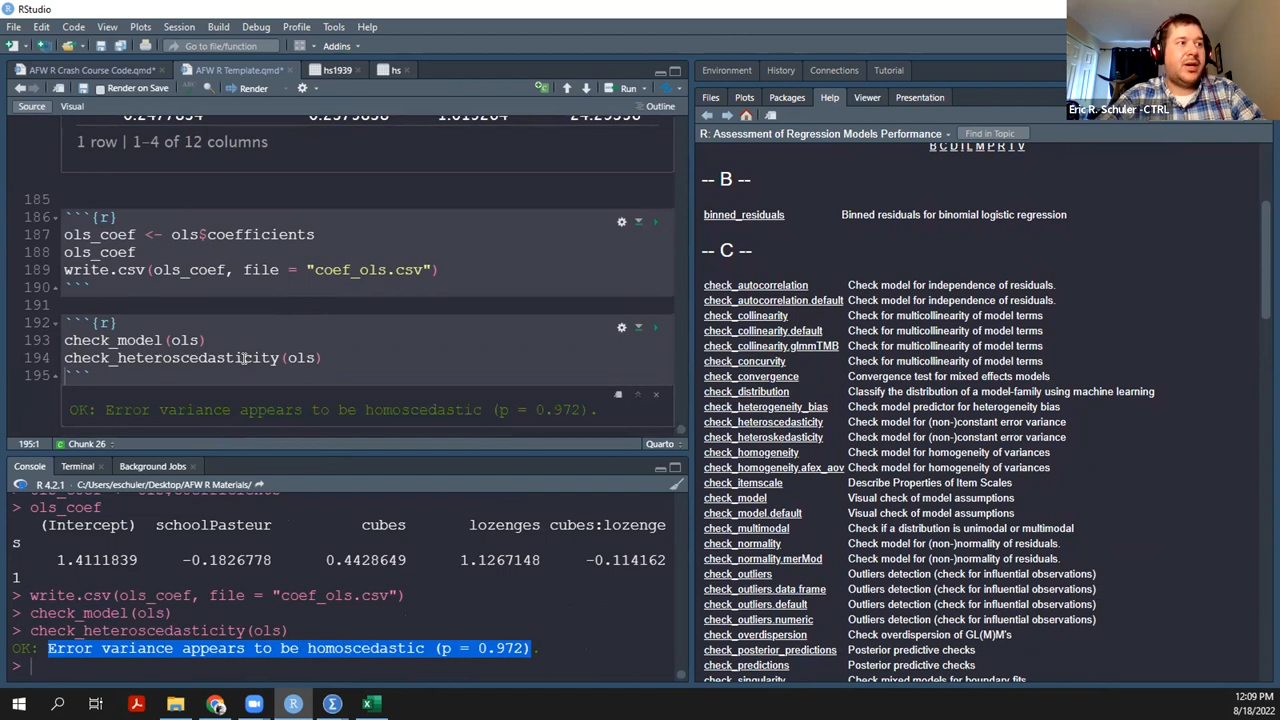 RStudio
File Edit Code View Plots Session Build Debug Profile Tools Help
Go to file/function Addins
AFW R Crash Course Code.qmd* AFW R Template.qmd* hs1939 hs
Render on Save Render Run
Source Visual Outline
1 row | 1-4 of 12 columns
185
186 ```{r}
187 ols_coef <- ols$coefficients
188 ols_coef
189 write.csv(ols_coef, file = "coef_ols.csv")
190 ```
191
192 ```{r}
193 check_model(ols)
194 check_heteroscedasticity(ols)
195 ```
OK: Error variance appears to be homoscedastic (p = 0.972).
195:1 Chunk 26 Quarto
Console Terminal Background Jobs
R 4.2.1 · C:/Users/eschuler/Desktop/AFW R Materials/
> ols_coef
(Intercept) schoolPasteur cubes lozenges cubes:lozenge
s
1.4111839 -0.1826778 0.4428649 1.1267148 -0.114162
1
> write.csv(ols_coef, file = "coef_ols.csv")
> check_model(ols)
> check_heteroscedasticity(ols)
OK: Error variance appears to be homoscedastic (p = 0.972).
>
Environment History Connections Tutorial
Files Plots Packages Help Viewer Presentation
Eric R. Schuler -CTRL
R: Assessment of Regression Models Performance Find in Topic
B C D I L M P R T V
-- B --
binned_residuals Binned residuals for binomial logistic regression
-- C --
check_autocorrelation Check model for independence of residuals.
check_autocorrelation.default Check model for independence of residuals.
check_collinearity Check for multicollinearity of model terms
check_collinearity.default Check for multicollinearity of model terms
check_collinearity.glmmTMB Check for multicollinearity of model terms
check_concurvity Check for multicollinearity of model terms
check_convergence Convergence test for mixed effects models
check_distribution Classify the distribution of a model-family using machine learning
check_heterogeneity_bias Check model predictor for heterogeneity bias
check_heteroscedasticity Check model for (non-)constant error variance
check_heteroskedasticity Check model for (non-)constant error variance
check_homogeneity Check model for homogeneity of variances
check_homogeneity.afex_aov Check model for homogeneity of variances
check_itemscale Describe Properties of Item Scales
check_model Visual check of model assumptions
check_model.default Visual check of model assumptions
check_multimodal Check if a distribution is unimodal or multimodal
check_normality Check model for (non-)normality of residuals.
check_normality.merMod Check model for (non-)normality of residuals.
check_outliers Outliers detection (check for influential observations)
check_outliers.data.frame Outliers detection (check for influential observations)
check_outliers.default Outliers detection (check for influential observations)
check_outliers.numeric Outliers detection (check for influential observations)
check_overdispersion Check overdispersion of GL(M)M's
check_posterior_predictions Posterior predictive checks
check_predictions Posterior predictive checks
check_singularity Check mixed models for boundary fits
12:09 PM
8/18/2022